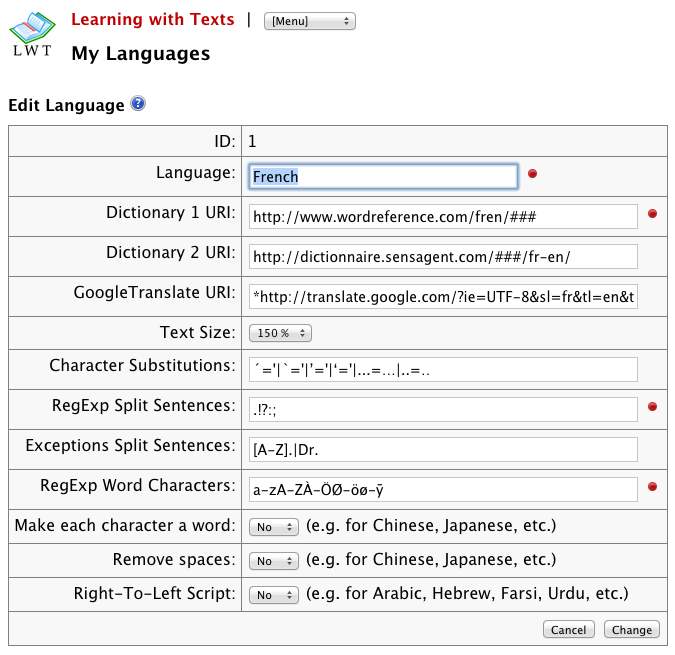 Learning with Texts | [Menu]
LWT
My Languages
Edit Language ?
ID: 1
Language: French
Dictionary 1 URI: http://www.wordreference.com/fren/###
Dictionary 2 URI: http://dictionnaire.sensagent.com/###/fr-en/
GoogleTranslate URI: *http://translate.google.com/?ie=UTF-8&sl=fr&tl=en&t
Text Size: 150 %
Character Substitutions: ´='|`='|’='|‘='|...=…|..=‥
RegExp Split Sentences: .!?:;
Exceptions Split Sentences: [A-Z].|Dr.
RegExp Word Characters: a-zA-ZÀ-ÖØ-öø-ȳ
Make each character a word: No (e.g. for Chinese, Japanese, etc.)
Remove spaces: No (e.g. for Chinese, Japanese, etc.)
Right-To-Left Script: No (e.g. for Arabic, Hebrew, Farsi, Urdu, etc.)
Cancel Change